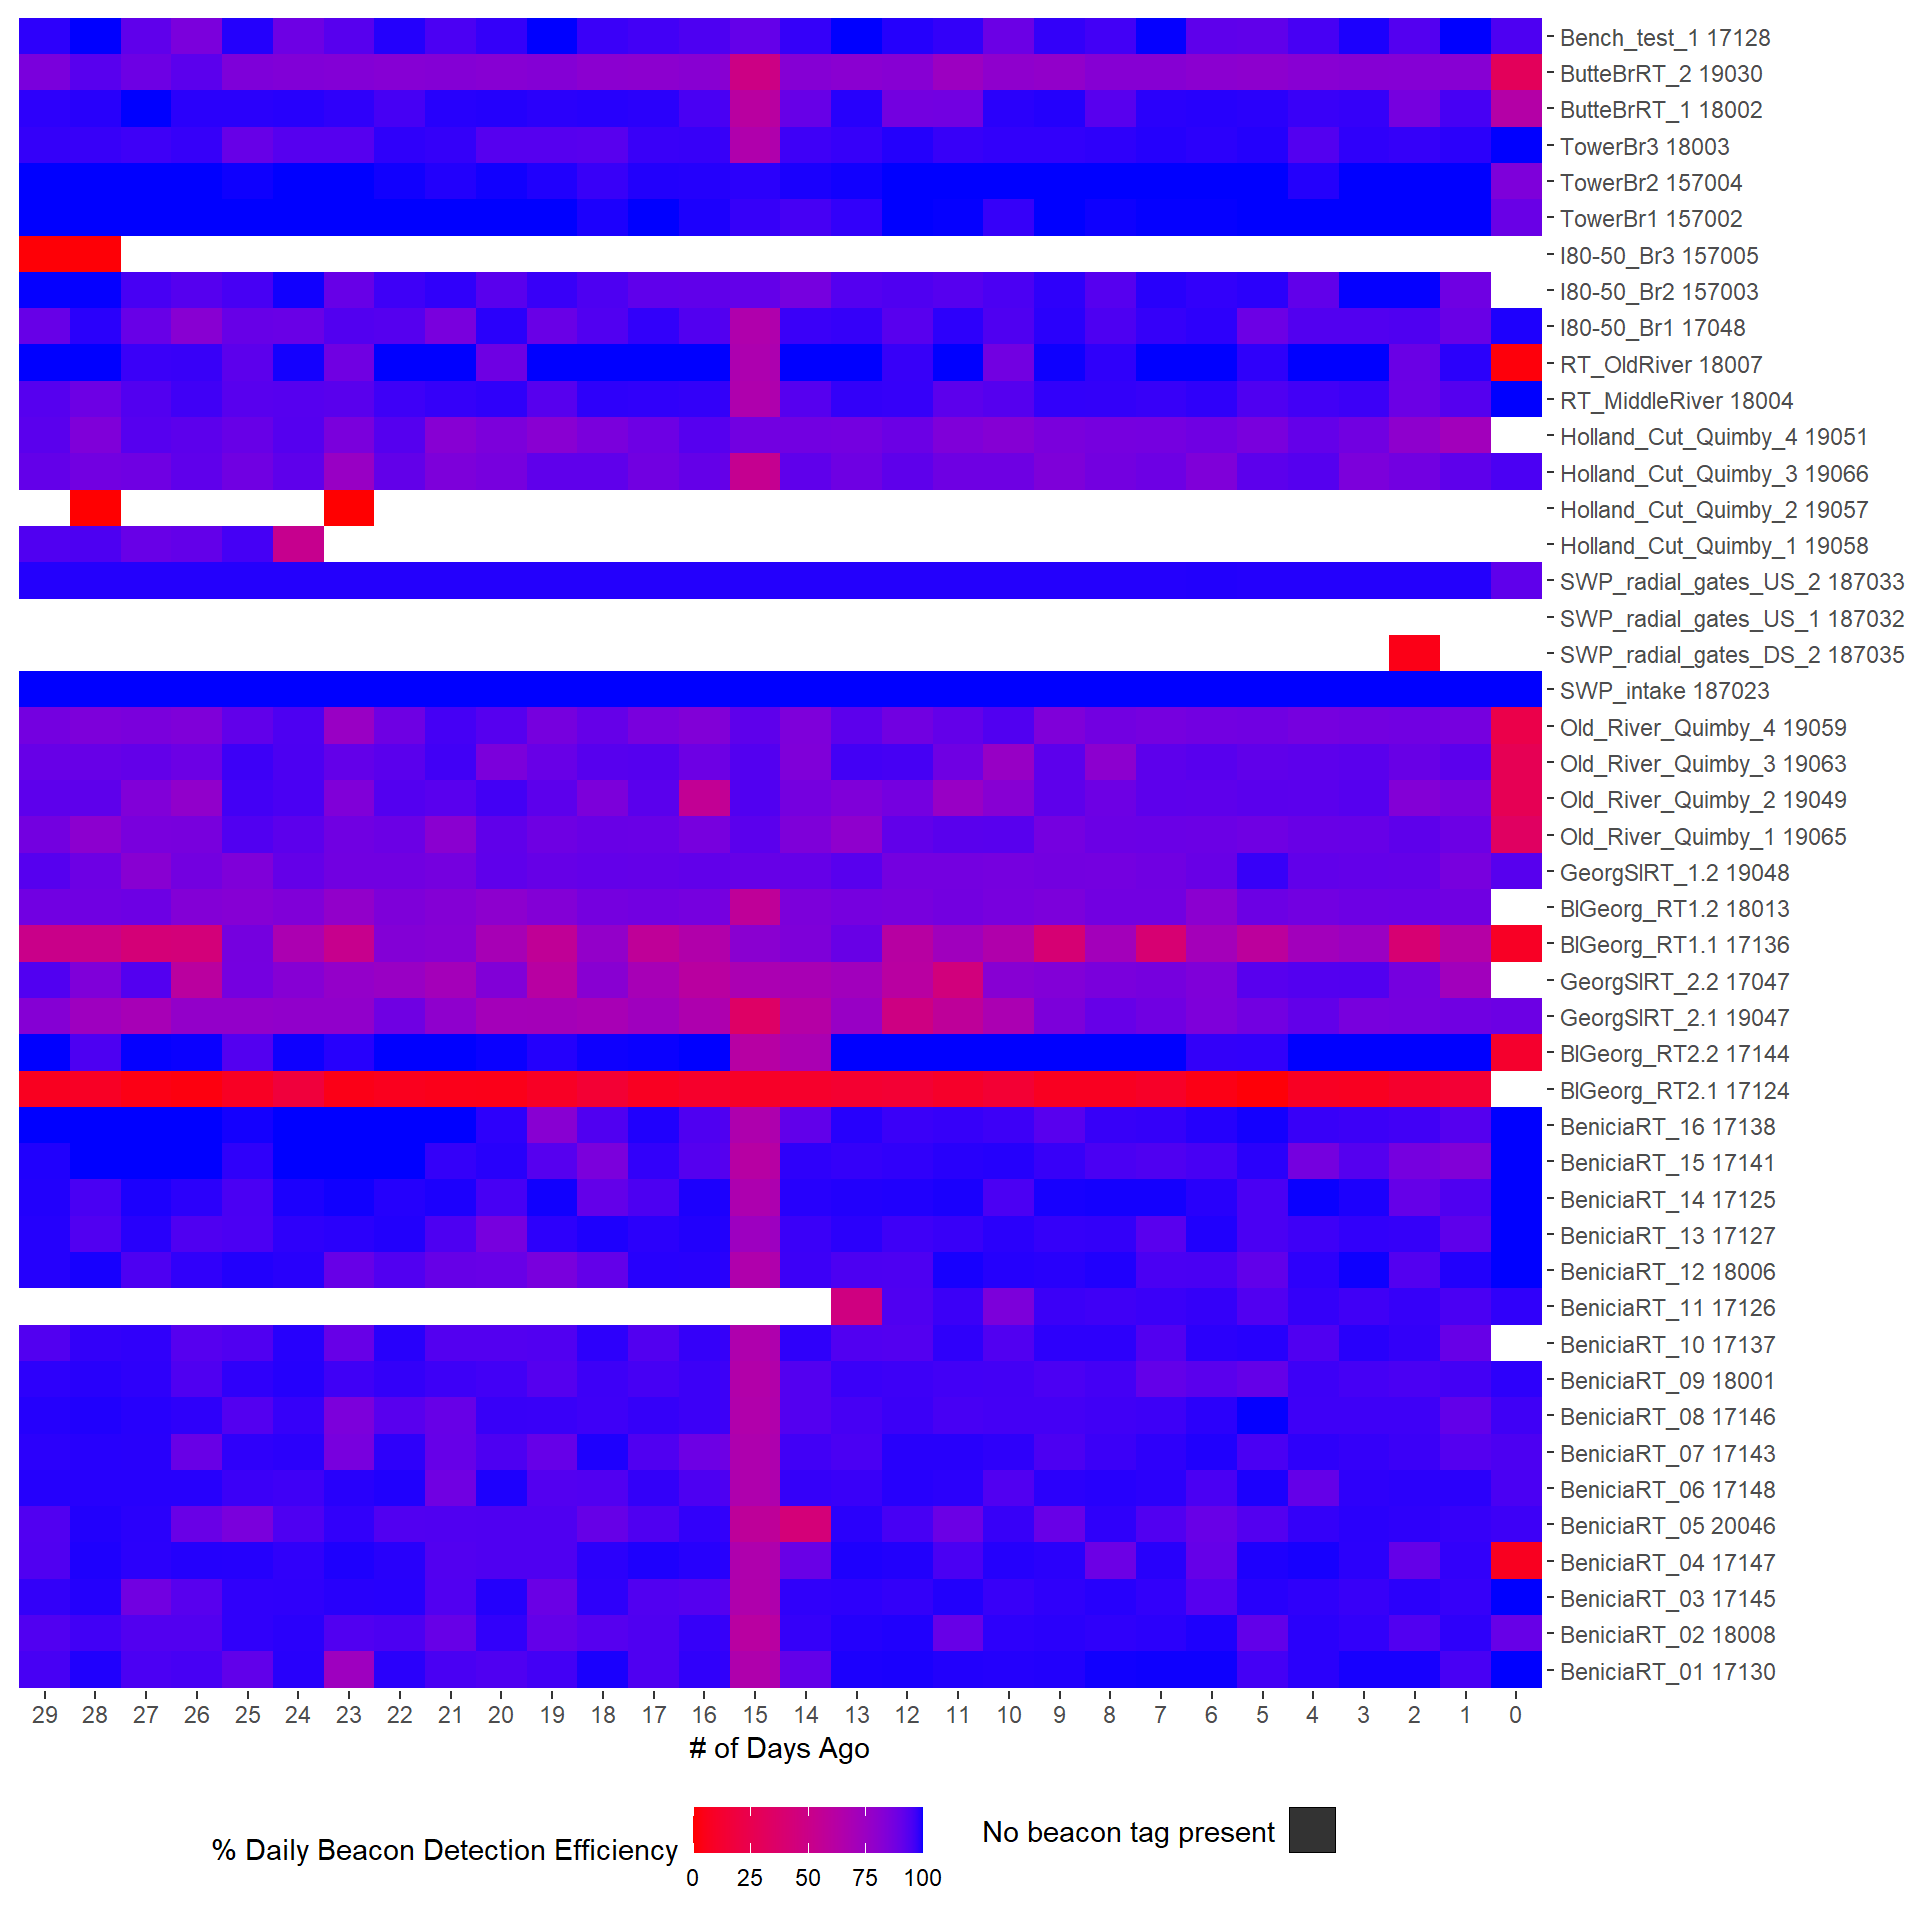 Bench_test_1 17128
ButteBrRT_2 19030
ButteBrRT_1 18002
TowerBr3 18003
TowerBr2 157004
TowerBr1 157002
I80-50_Br3 157005
I80-50_Br2 157003
I80-50_Br1 17048
RT_OldRiver 18007
RT_MiddleRiver 18004
Holland_Cut_Quimby_4 19051
Holland_Cut_Quimby_3 19066
Holland_Cut_Quimby_2 19057
Holland_Cut_Quimby_1 19058
SWP_radial_gates_US_2 187033
SWP_radial_gates_US_1 187032
SWP_radial_gates_DS_2 187035
SWP_intake 187023
Old_River_Quimby_4 19059
Old_River_Quimby_3 19063
Old_River_Quimby_2 19049
Old_River_Quimby_1 19065
GeorgSlRT_1.2 19048
BlGeorg_RT1.2 18013
BlGeorg_RT1.1 17136
GeorgSlRT_2.2 17047
GeorgSlRT_2.1 19047
BlGeorg_RT2.2 17144
BlGeorg_RT2.1 17124
BeniciaRT_16 17138
BeniciaRT_15 17141
BeniciaRT_14 17125
BeniciaRT_13 17127
BeniciaRT_12 18006
BeniciaRT_11 17126
BeniciaRT_10 17137
BeniciaRT_09 18001
BeniciaRT_08 17146
BeniciaRT_07 17143
BeniciaRT_06 17148
BeniciaRT_05 20046
BeniciaRT_04 17147
BeniciaRT_03 17145
BeniciaRT_02 18008
BeniciaRT_01 17130
29 28 27 26 25 24 23 22 21 20 19 18 17 16 15 14 13 12 11 10 9 8 7 6 5 4 3 2 1 0
# of Days Ago
% Daily Beacon Detection Efficiency
0 25 50 75 100
No beacon tag present